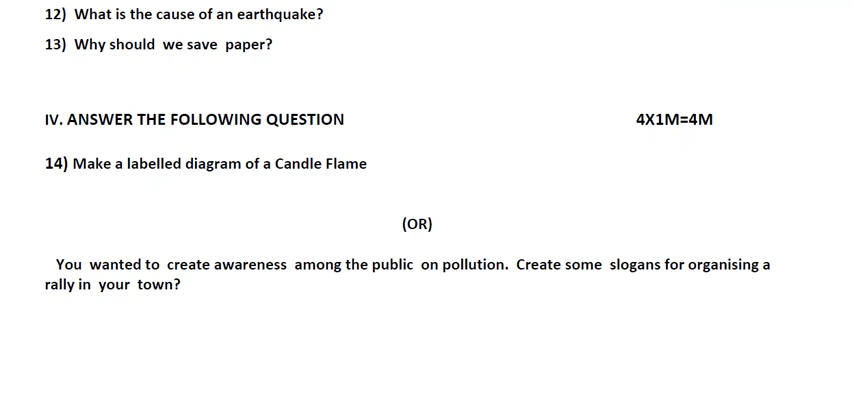 12) What is the cause of an earthquake?
13) Why should we save paper?
IV. ANSWER THE FOLLOWING QUESTION 4X1M=4M
14) Make a labelled diagram of a Candle Flame
(OR)
You wanted to create awareness among the public on pollution. Create some slogans for organising a
rally in your town?